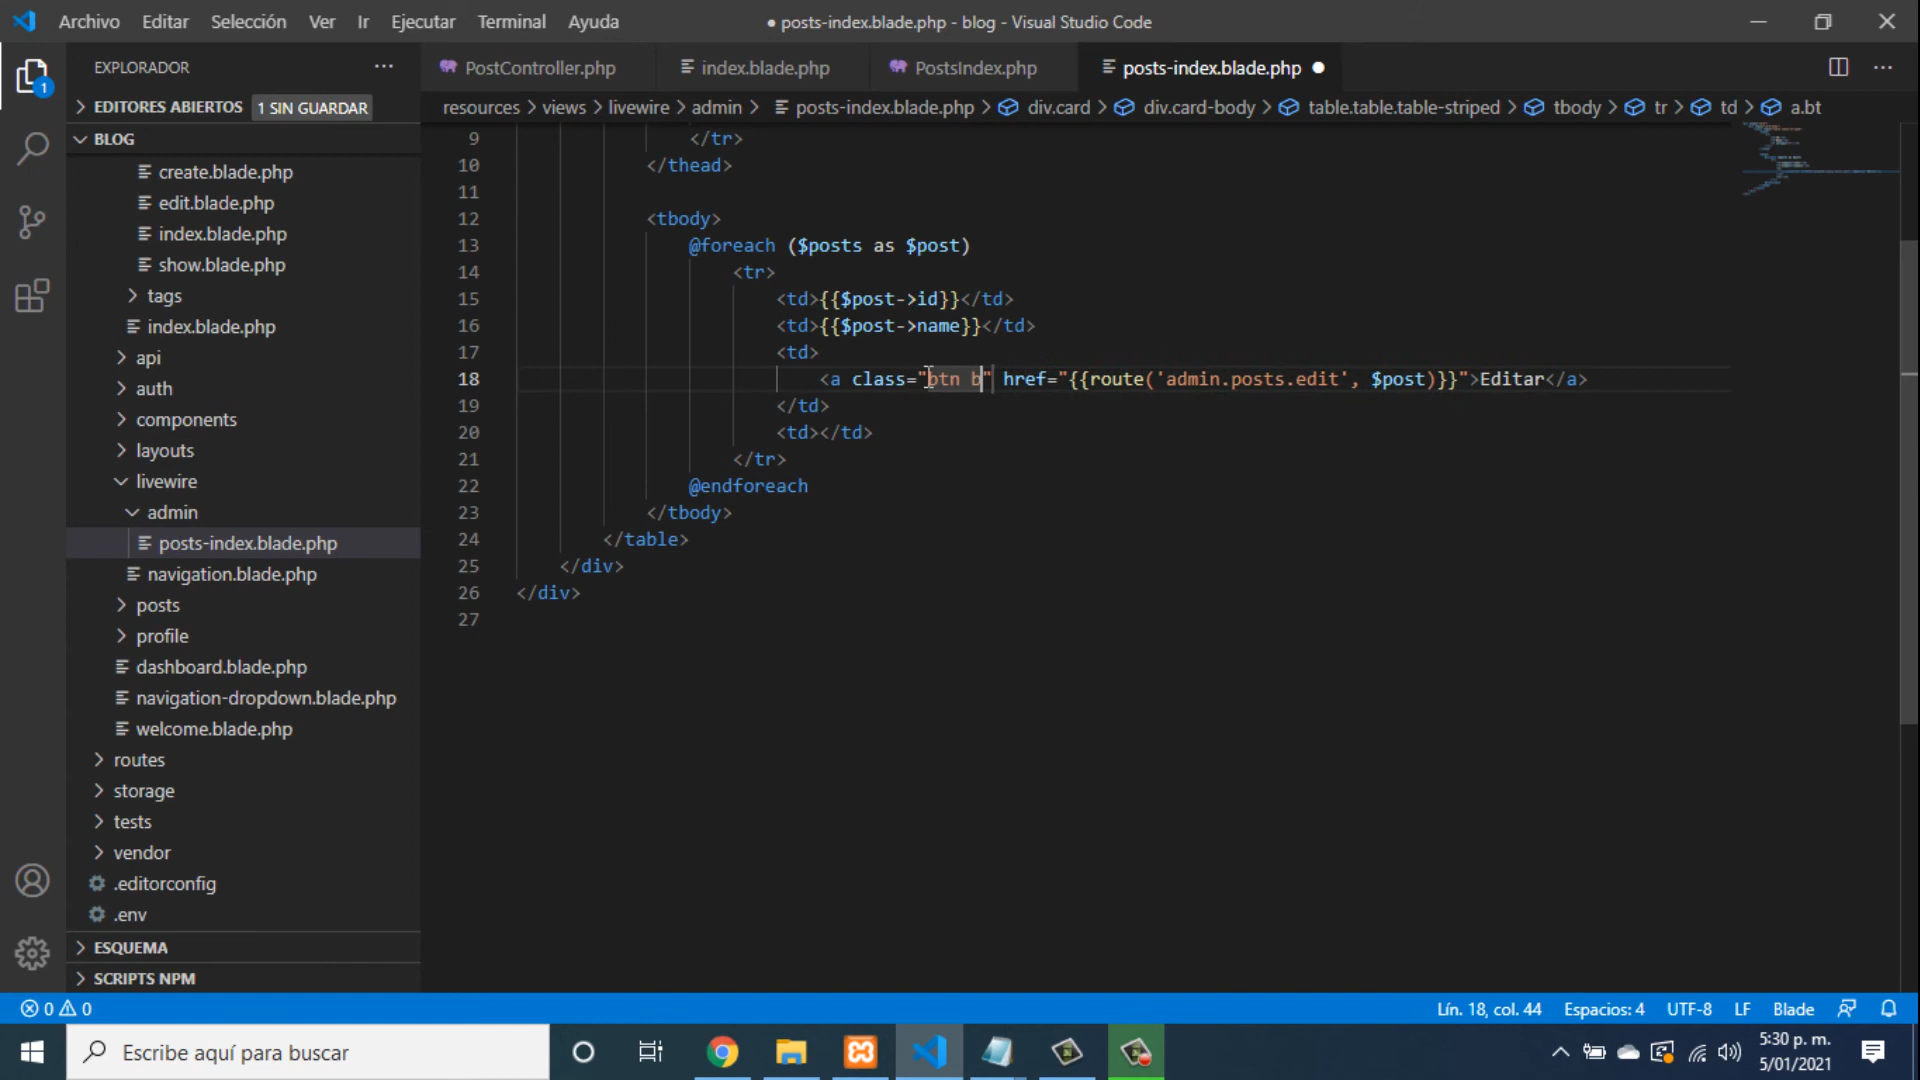 Archivo Editar Selección Ver Ir Ejecutar Terminal Ayuda
● posts-index.blade.php - blog - Visual Studio Code
EXPLORADOR
EDITORES ABIERTOS 1 SIN GUARDAR
BLOG
create.blade.php
edit.blade.php
index.blade.php
show.blade.php
tags
index.blade.php
api
auth
components
layouts
livewire
admin
posts-index.blade.php
navigation.blade.php
posts
profile
dashboard.blade.php
navigation-dropdown.blade.php
welcome.blade.php
routes
storage
tests
vendor
.editorconfig
.env
ESQUEMA
SCRIPTS NPM
1
PostController.php index.blade.php PostsIndex.php posts-index.blade.php ●
resources > views > livewire > admin > posts-index.blade.php > div.card > div.card-body > table.table.table-striped > tbody > tr > td > a.bt
9 </tr>
10 </thead>
11
12 <tbody>
13 @foreach ($posts as $post)
14 <tr>
15 <td>{{$post->id}}</td>
16 <td>{{$post->name}}</td>
17 <td>
18 <a class="btn b" href="{{route('admin.posts.edit', $post)}}">Editar</a>
19 </td>
20 <td></td>
21 </tr>
22 @endforeach
23 </tbody>
24 </table>
25 </div>
26 </div>
27
0 0
Lín. 18, col. 44 Espacios: 4 UTF-8 LF Blade
Escribe aquí para buscar
5:30 p. m.
5/01/2021